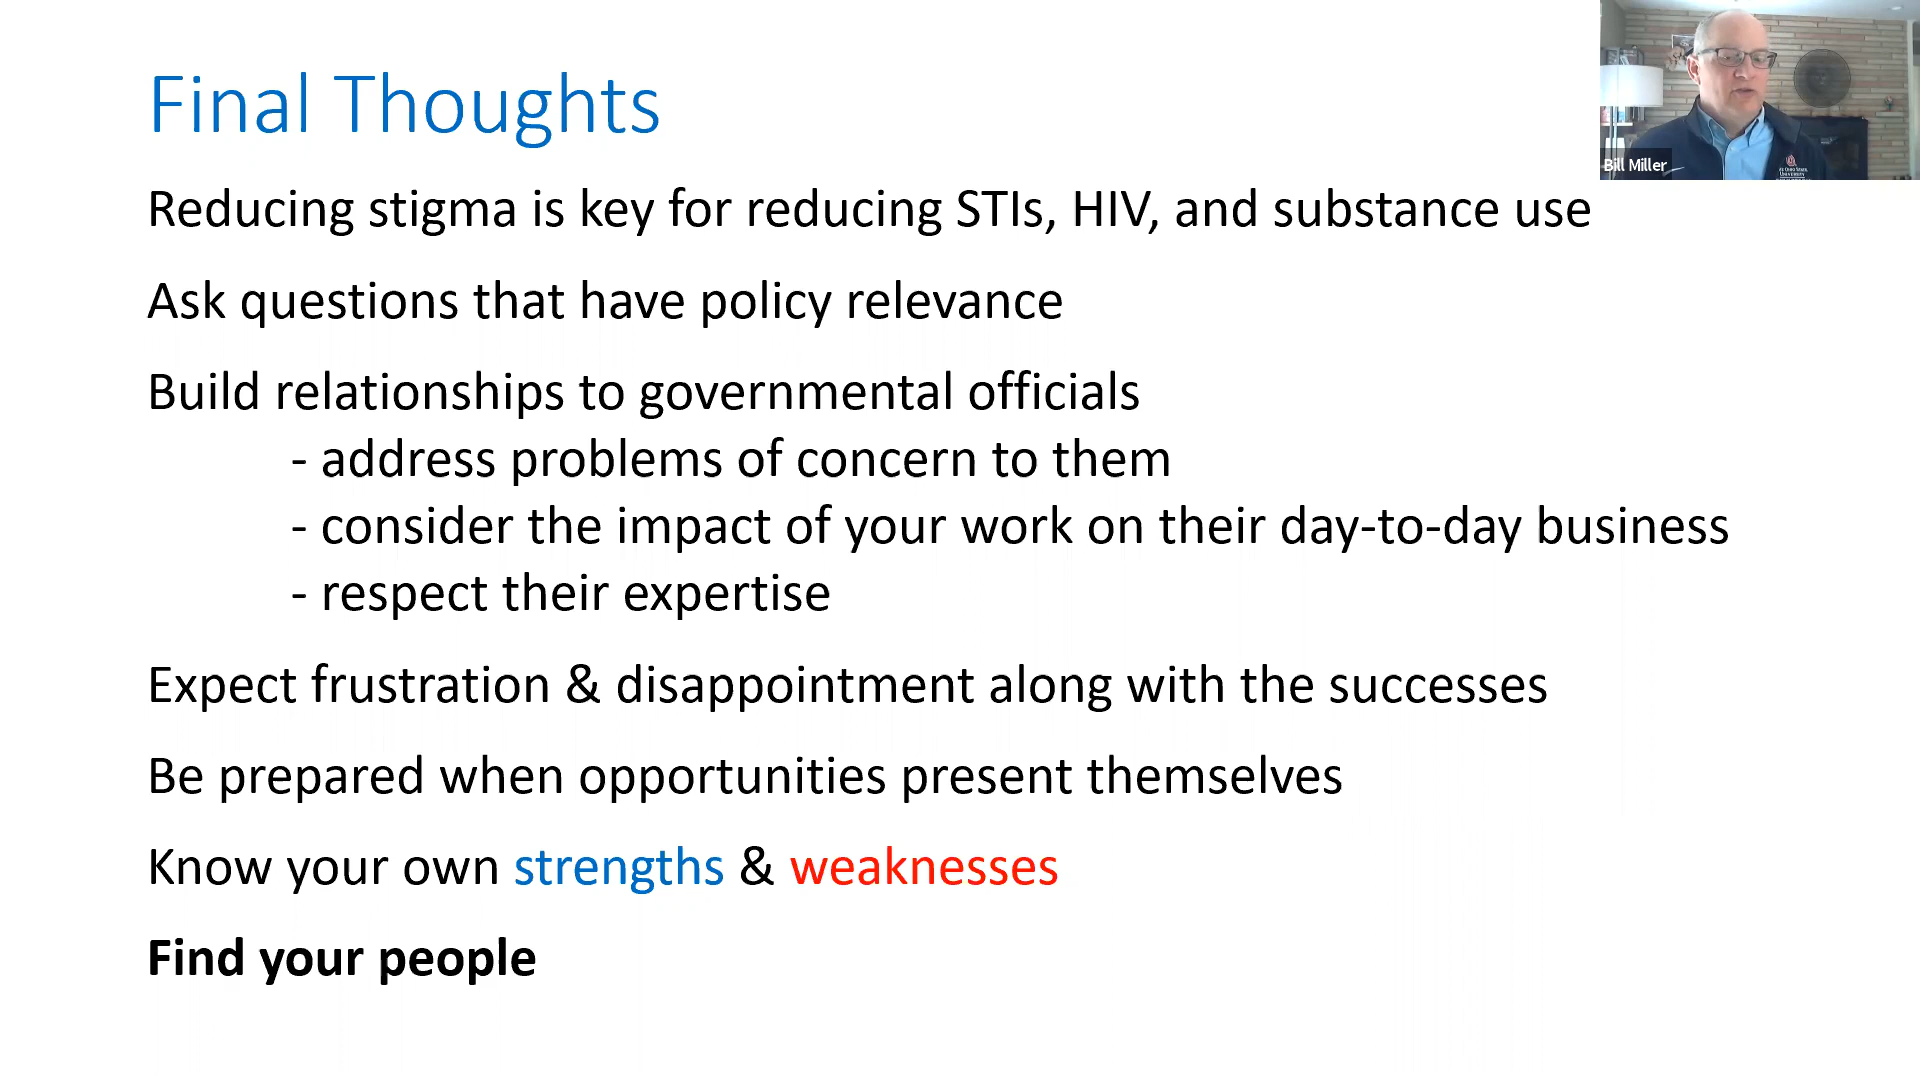 Final Thoughts
Bill Miller
Reducing stigma is key for reducing STIs, HIV, and substance use
Ask questions that have policy relevance
Build relationships to governmental officials
- address problems of concern to them
- consider the impact of your work on their day-to-day business
- respect their expertise
Expect frustration & disappointment along with the successes
Be prepared when opportunities present themselves
Know your own strengths & weaknesses
Find your people